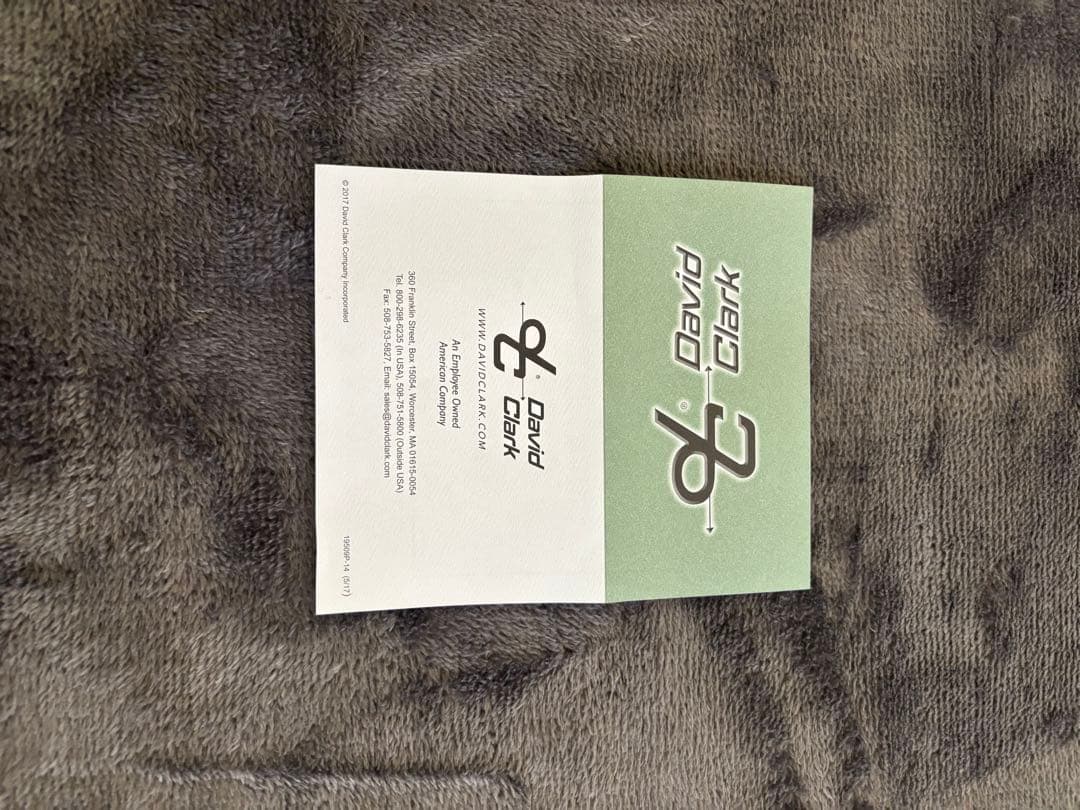 David
Clark
®
David
Clark
®
WWW.DAVIDCLARK.COM
An Employee Owned
American Company
360 Franklin Street, Box 15054, Worcester, MA 01615-0054
Tel. 800-298-6235 (In USA), 508-751-5800 (Outside USA)
Fax: 508-753-5827, Email: sales@davidclark.com
© 2017 David Clark Company Incorporated
19509P-14 (5/17)